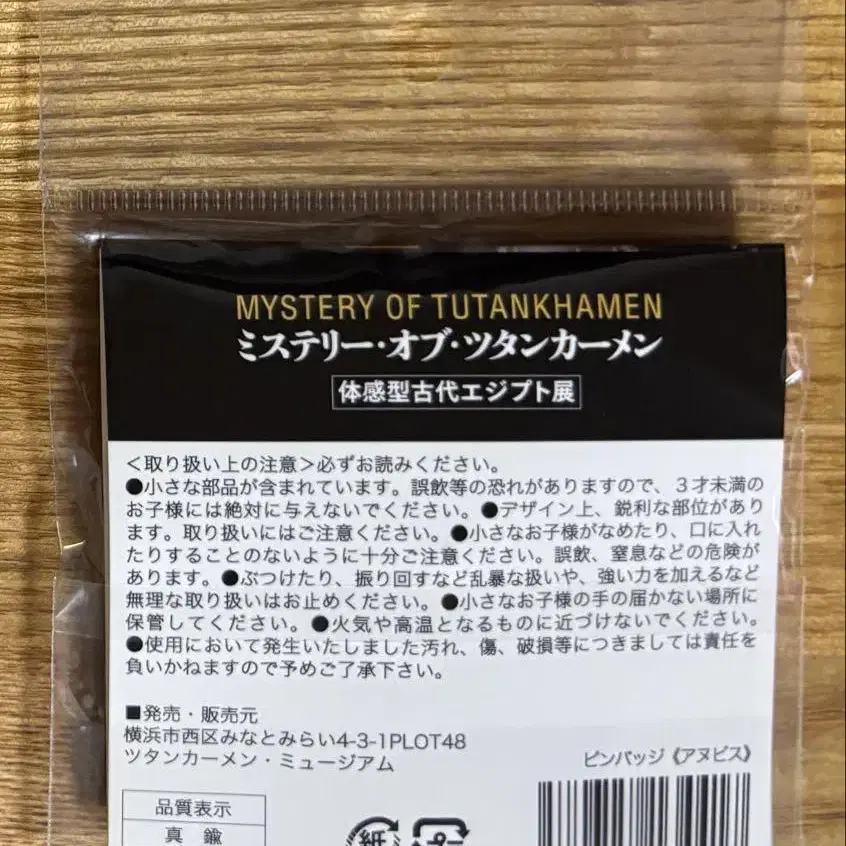 MYSTERY OF TUTANKHAMEN
ミステリー・オブ・ツタンカーメン
体感型古代エジプト展
＜取り扱い上の注意＞必ずお読みください。
●小さな部品が含まれています。誤飲等の恐れがありますので、３才未満の
お子様には絶対に与えないでください。●デザイン上、鋭利な部位があり
ます。取り扱いにはご注意ください。●小さなお子様がなめたり、口に入れ
たりすることのないように十分ご注意ください。誤飲、窒息などの危険が
あります。●ぶつけたり、振り回すなど乱暴な扱いや、強い力を加えるなど
無理な取り扱いはお止めください。●小さなお子様の手の届かない場所に
保管してください。●火気や高温となるものに近づけないでください。
●使用において発生いたしました汚れ、傷、破損等につきましては責任を
負いかねますので予めご了承下さい。
■発売・販売元
横浜市西区みなとみらい4-3-1PLOT48
ツタンカーメン・ミュージアム
ピンバッジ《アヌビス》
品質表示
真 鍮
紙
プ